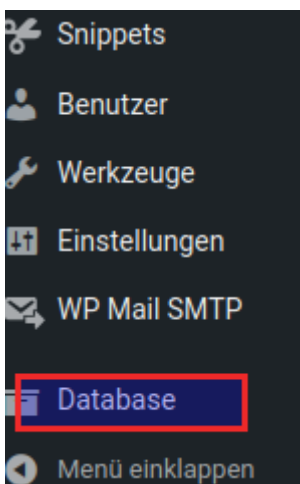 Snippets
Benutzer
Werkzeuge
Einstellungen
WP Mail SMTP
Database
Menü einklappen